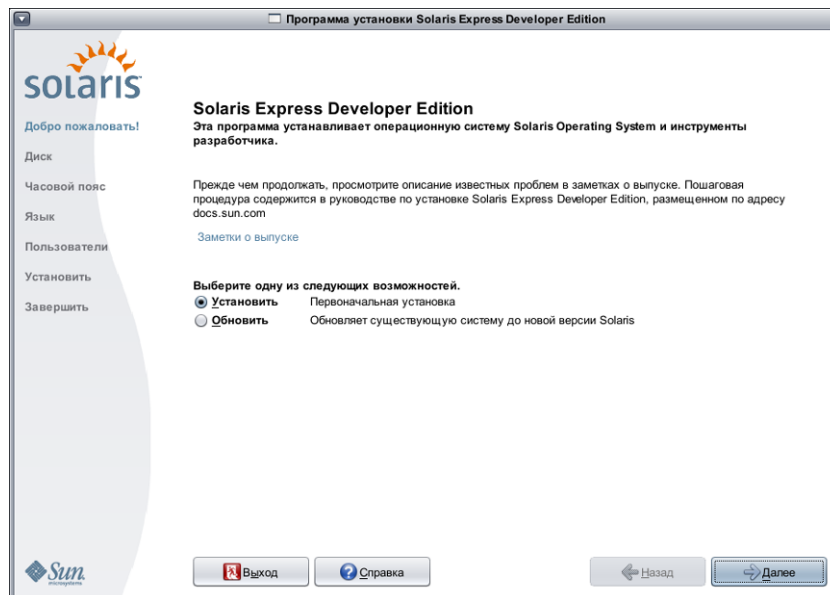 Программа установки Solaris Express Developer Edition
solaris
Добро пожаловать!
Диск
Часовой пояс
Язык
Пользователи
Установить
Завершить
Solaris Express Developer Edition
Эта программа устанавливает операционную систему Solaris Operating System и инструменты
разработчика.
Прежде чем продолжать, просмотрите описание известных проблем в заметках о выпуске. Пошаговая
процедура содержится в руководстве по установке Solaris Express Developer Edition, размещенном по адресу
docs.sun.com
Заметки о выпуске
Выберите одну из следующих возможностей.
Установить Первоначальная установка
Обновить Обновляет существующую систему до новой версии Solaris
Sun
microsystems
Выход
Справка
Назад
Далее